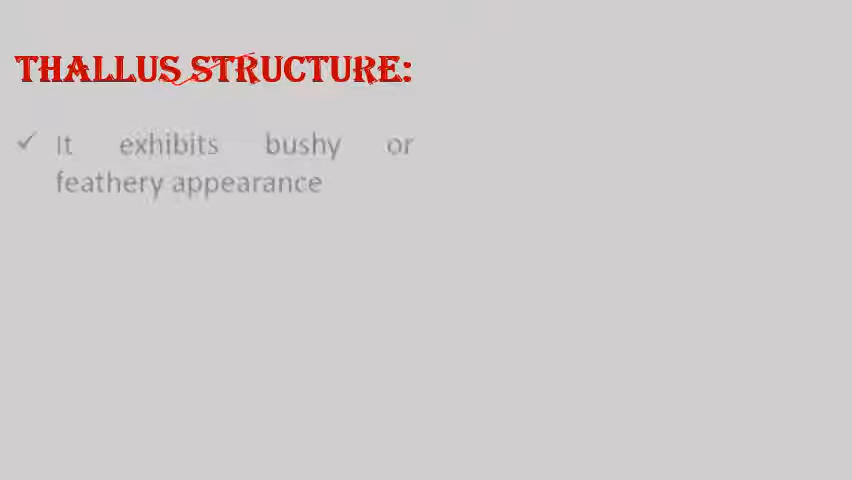 THALLUS STRUCTURE:
✓ It exhibits bushy or
feathery appearance